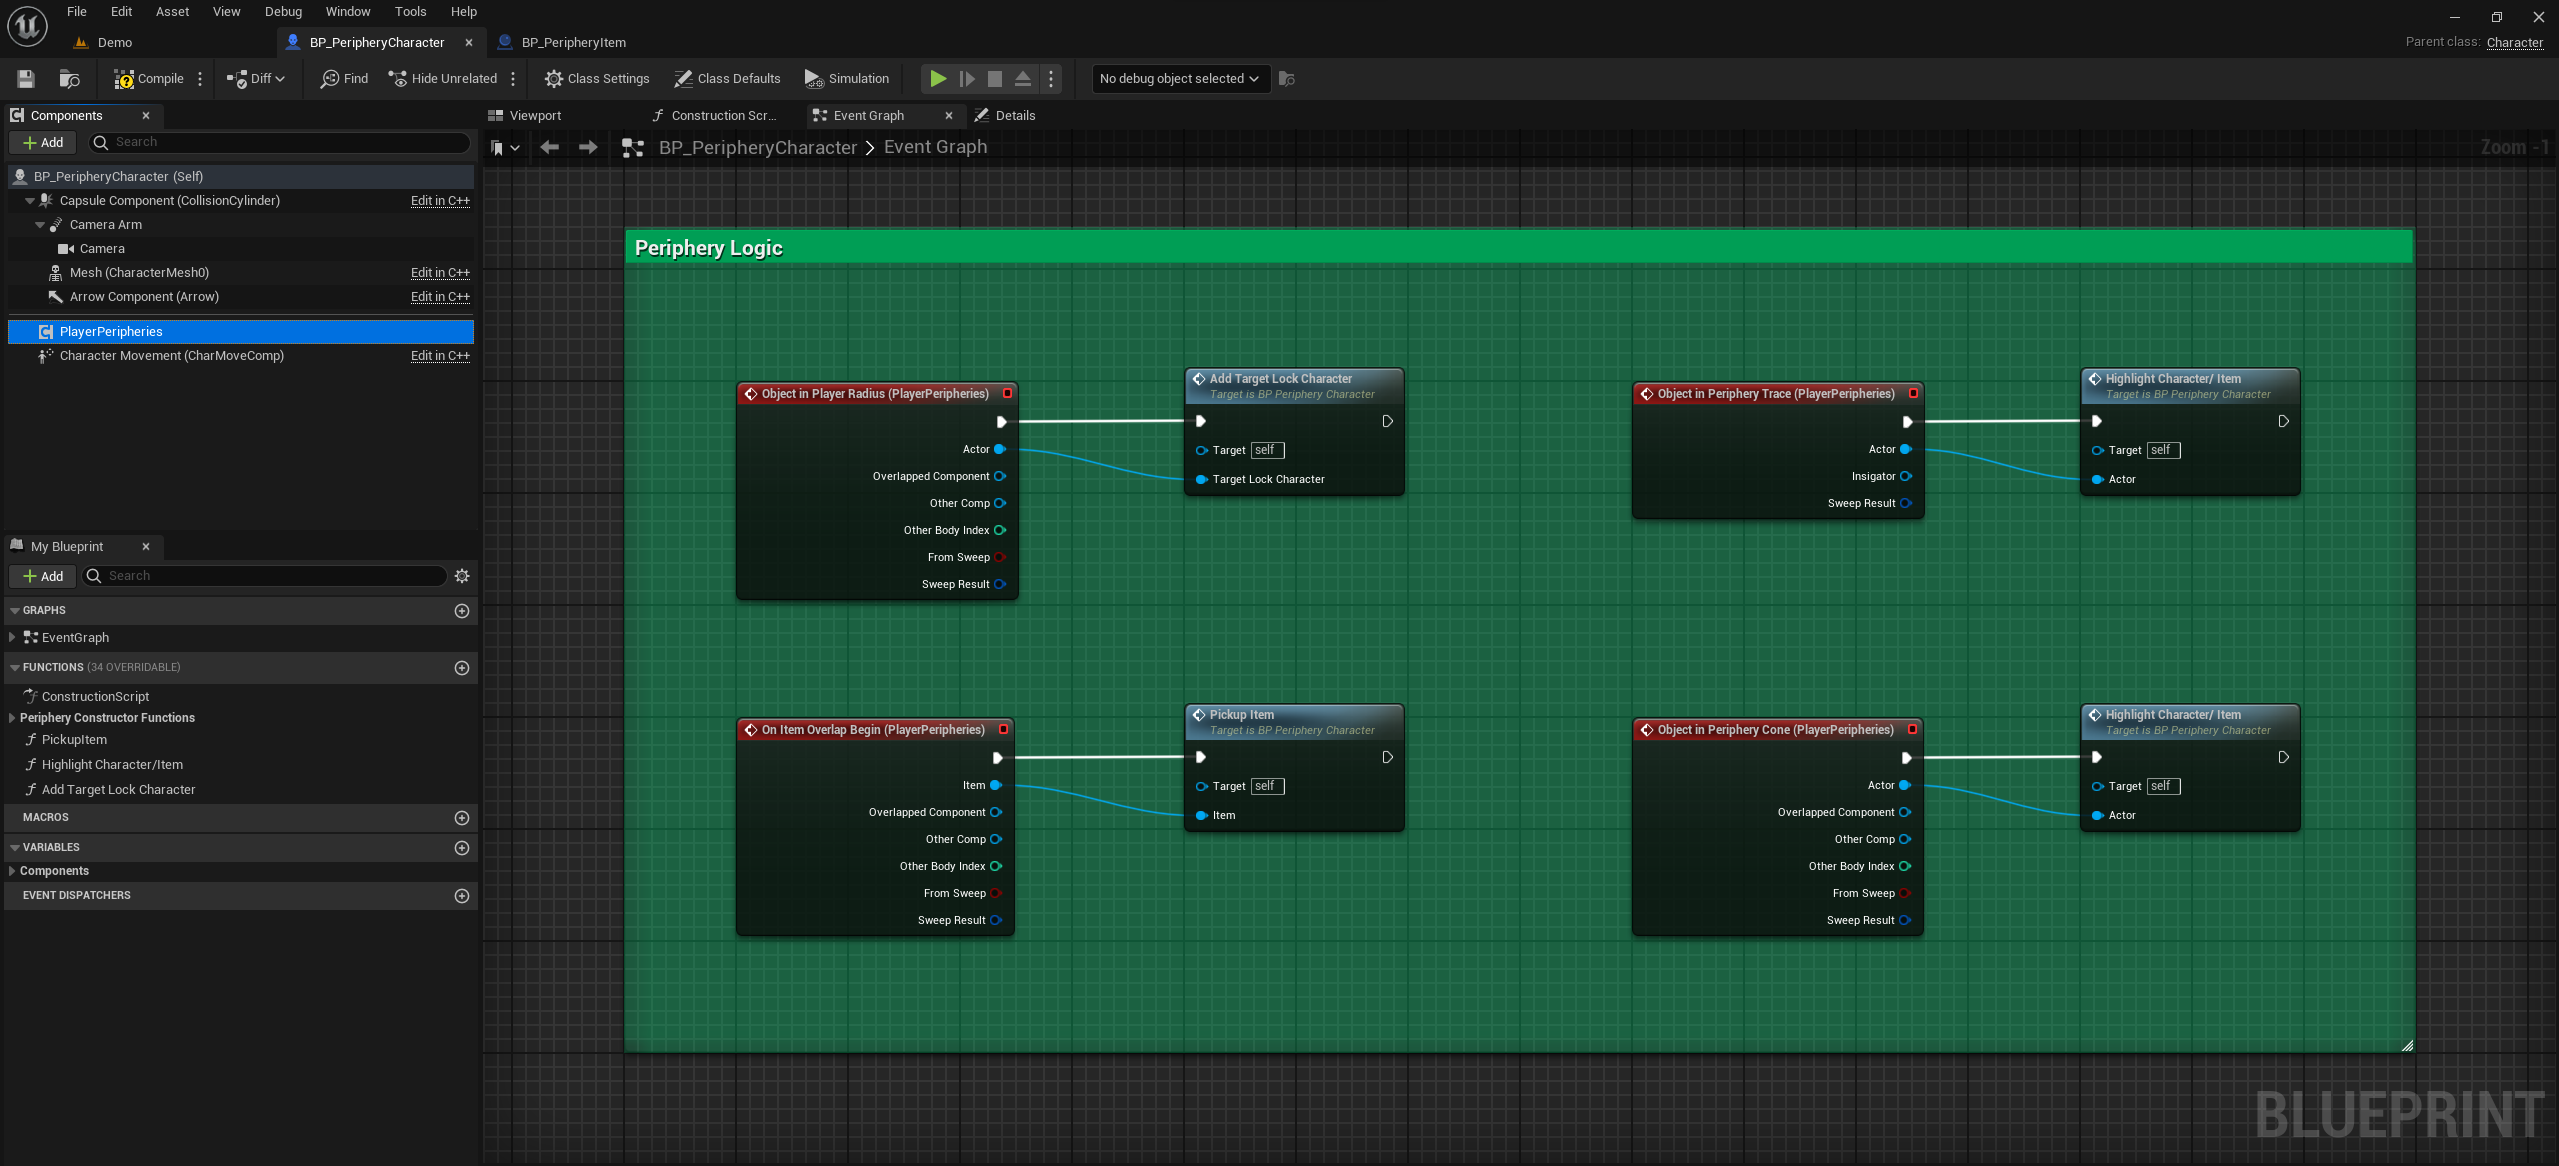 File Edit Asset View Debug Window Tools Help
Demo BP_PeripheryCharacter BP_PeripheryItem
Parent class: Character
Compile Diff Find Hide Unrelated Class Settings Class Defaults Simulation No debug object selected
Components
Add Search
BP_PeripheryCharacter (Self)
Capsule Component (CollisionCylinder) Edit in C++
Camera Arm
Camera
Mesh (CharacterMesh0) Edit in C++
Arrow Component (Arrow) Edit in C++
PlayerPeripheries
Character Movement (CharMoveComp) Edit in C++
My Blueprint
Add Search
GRAPHS
EventGraph
FUNCTIONS (34 OVERRIDABLE)
ConstructionScript
Periphery Constructor Functions
PickupItem
Highlight Character/Item
Add Target Lock Character
MACROS
VARIABLES
Components
EVENT DISPATCHERS
Viewport Construction Scr... Event Graph Details
BP_PeripheryCharacter > Event Graph
Zoom -1
Periphery Logic
Object in Player Radius (PlayerPeripheries)
Actor
Overlapped Component
Other Comp
Other Body Index
From Sweep
Sweep Result
Add Target Lock Character
Target is BP Periphery Character
Target self
Target Lock Character
Object in Periphery Trace (PlayerPeripheries)
Actor
Insigator
Sweep Result
Highlight Character/ Item
Target is BP Periphery Character
Target self
Actor
On Item Overlap Begin (PlayerPeripheries)
Item
Overlapped Component
Other Comp
Other Body Index
From Sweep
Sweep Result
Pickup Item
Target is BP Periphery Character
Target self
Item
Object in Periphery Cone (PlayerPeripheries)
Actor
Overlapped Component
Other Comp
Other Body Index
From Sweep
Sweep Result
Highlight Character/ Item
Target is BP Periphery Character
Target self
Actor
BLUEPRINT